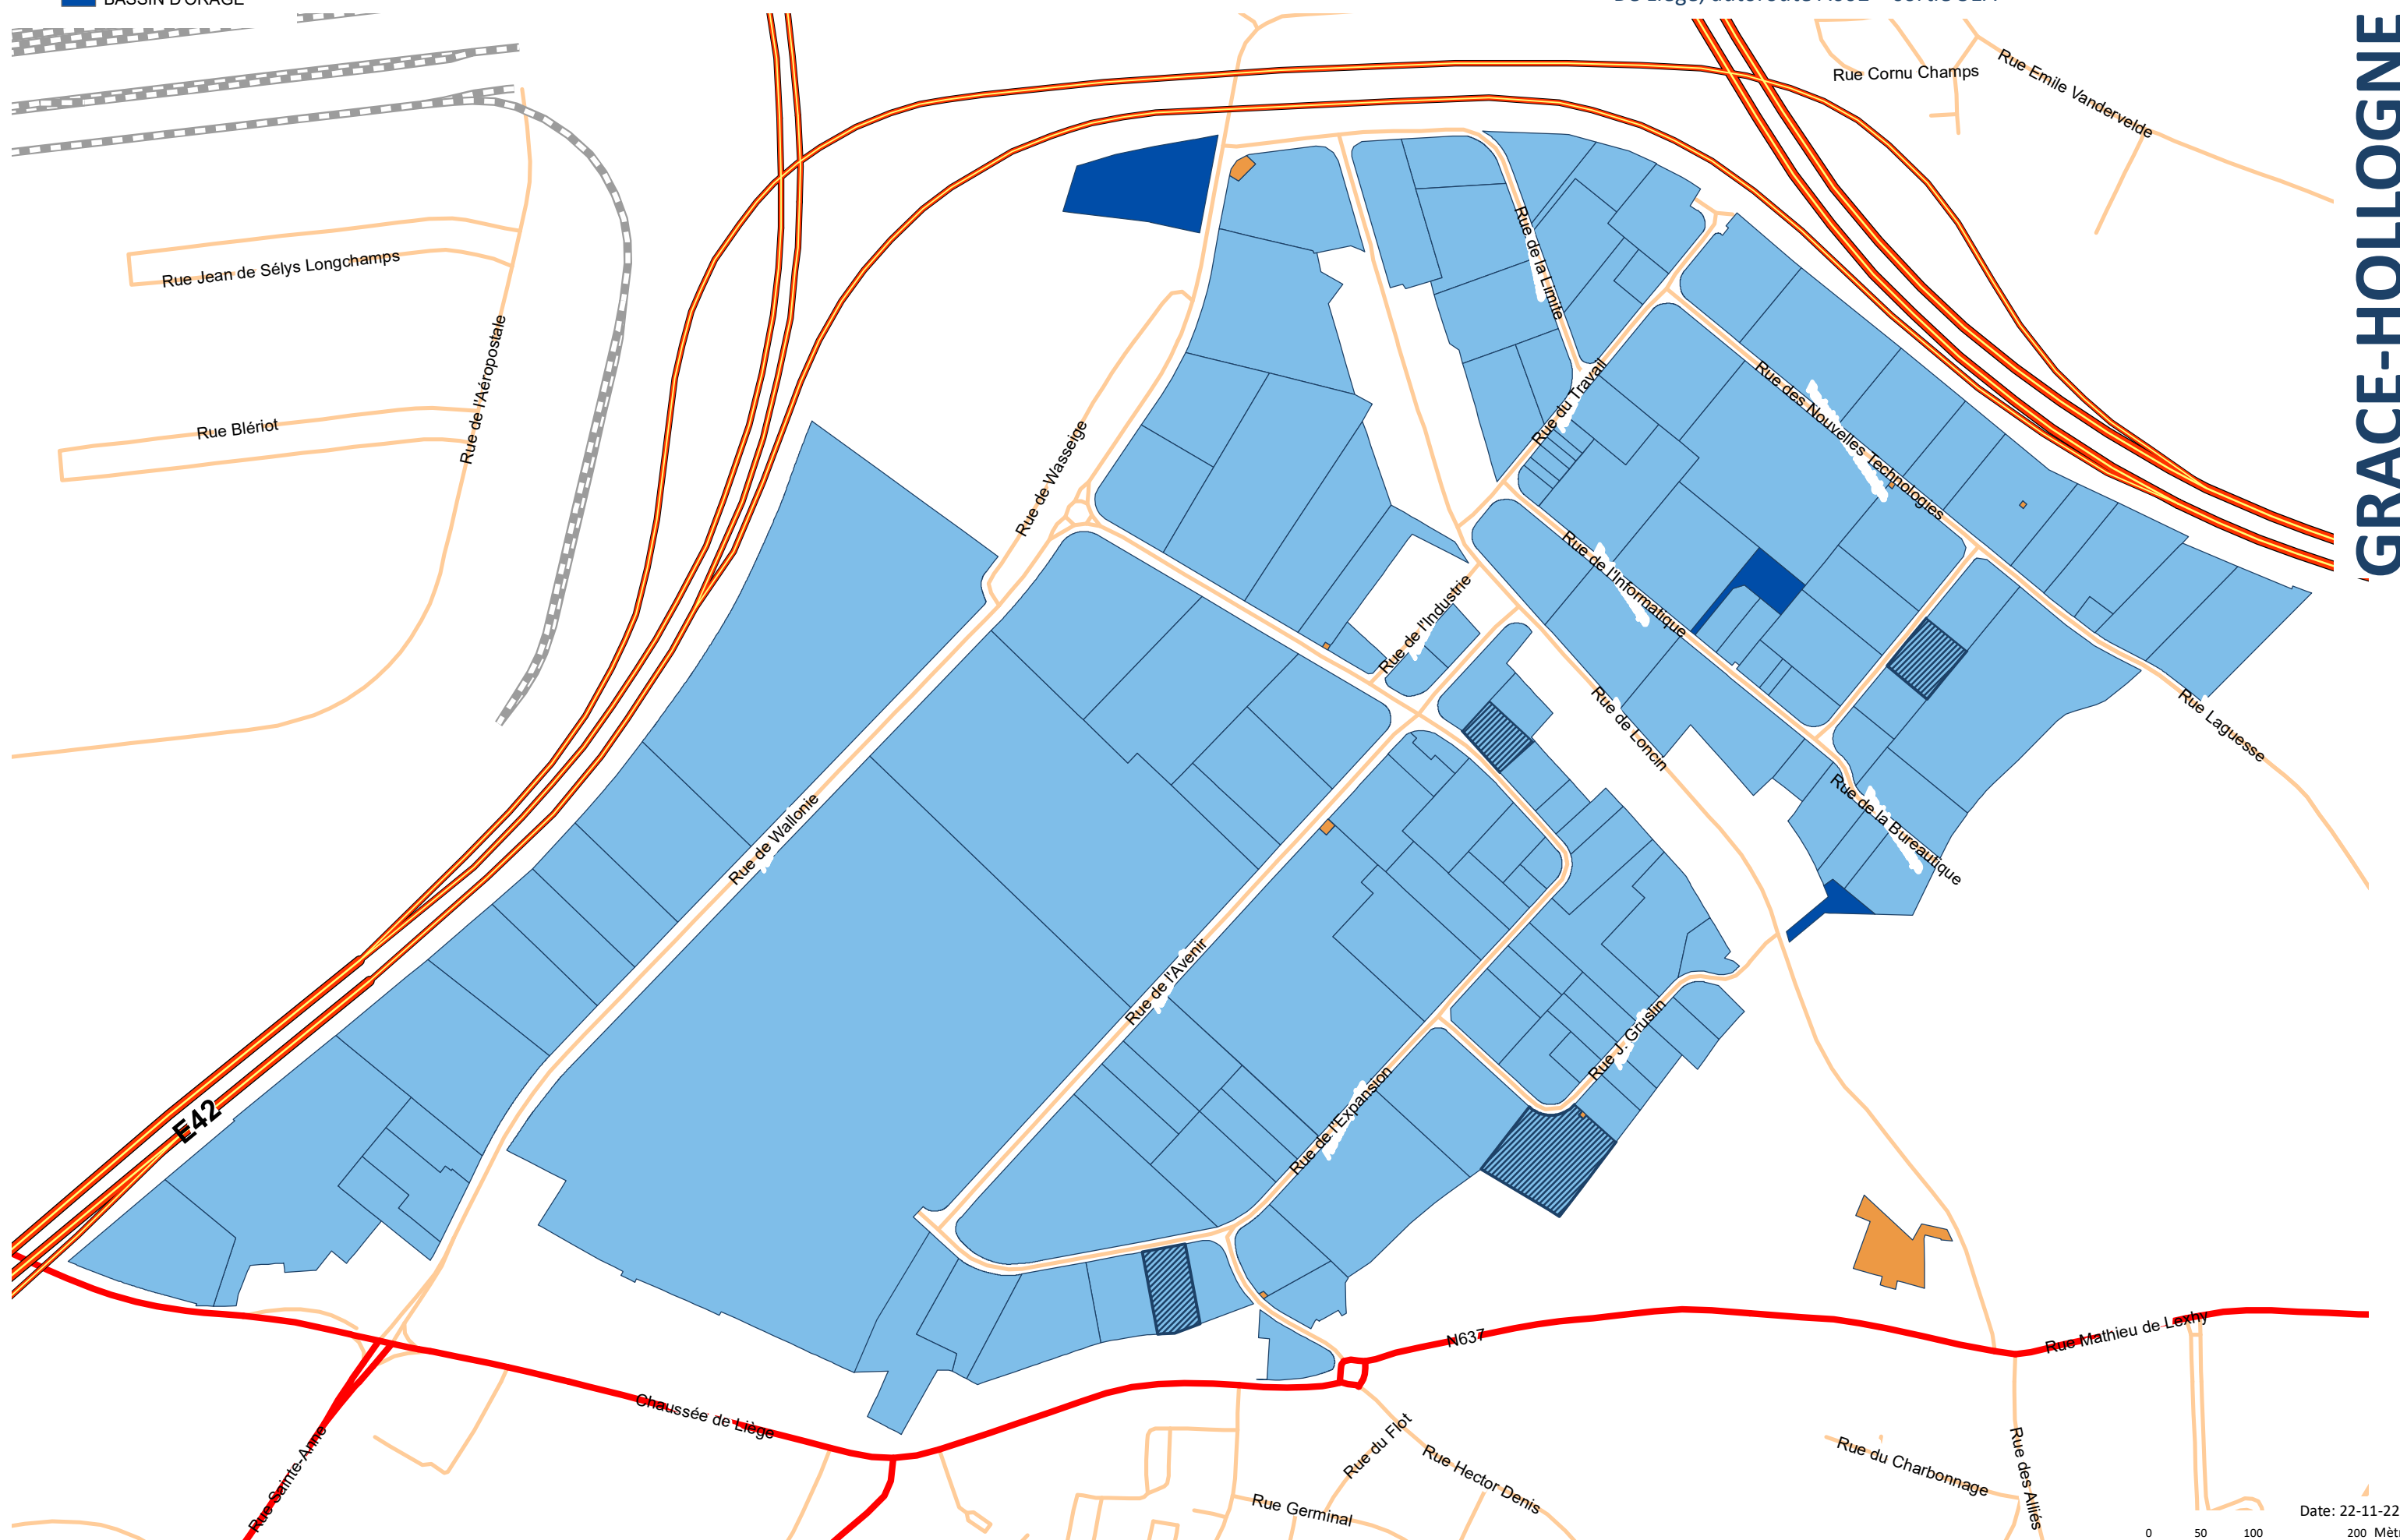 BASSIN D'ORAGE
GRACE-HOLLOGNE
Rue Cornu Champs
Rue Emile Vandervelde
Rue Jean de Sélys Longchamps
Rue de l'Aéropostale
Rue Blériot
Rue de Wasseige
Rue de la Limite
Rue du Travail
Rue des Nouvelles Technologies
Rue de l'Informatique
Rue de l'Industrie
Rue de Loncin
Rue Laguesse
Rue de la Bureautique
Rue de Wallonie
Rue de l'Avenir
Rue J. Gruslin
Rue de l'Expansion
E42
N637
Rue Mathieu de Lexhy
Chaussée de Liège
Rue Sainte-Anne
Rue du Flot
Rue Hector Denis
Rue Germinal
Rue du Charbonnage
Rue des Alliés
Date: 22-11-22
0 50 100 200